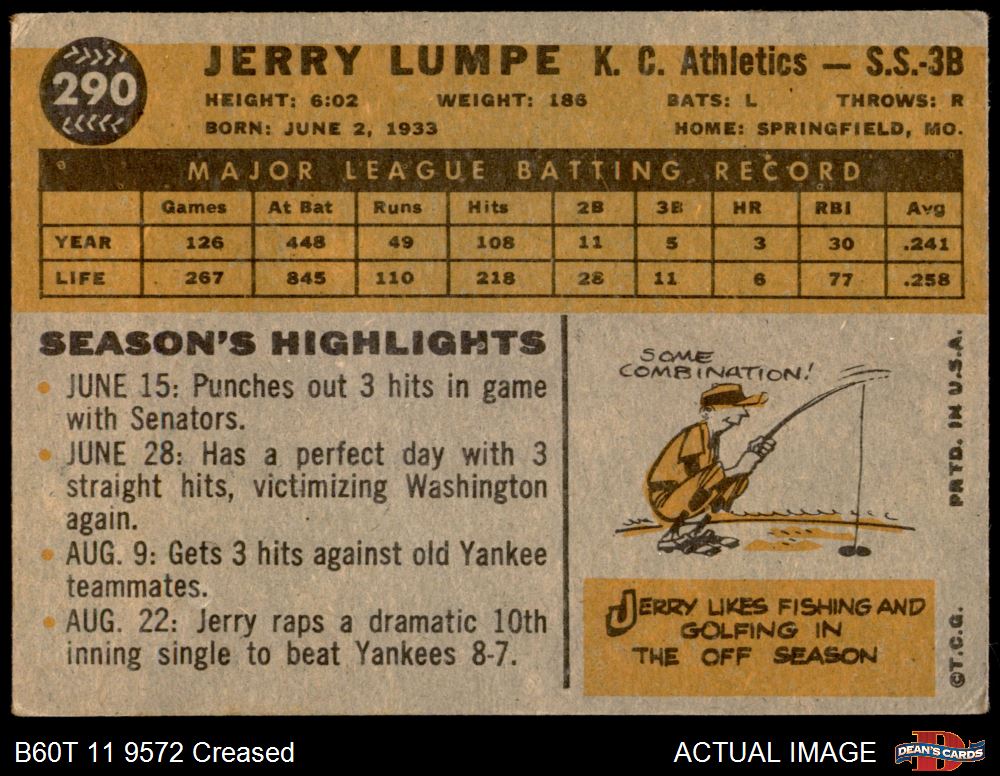 290
JERRY LUMPE K. C. Athletics — S.S.-3B
HEIGHT: 6:02 WEIGHT: 186 BATS: L THROWS: R
BORN: JUNE 2, 1933 HOME: SPRINGFIELD, MO.
MAJOR LEAGUE BATTING RECORD
Games At Bat Runs Hits 2B 3B HR RBI Avg
YEAR 126 448 49 108 11 5 3 30 .241
LIFE 267 845 110 218 28 11 6 77 .258
SEASON'S HIGHLIGHTS
• JUNE 15: Punches out 3 hits in game
with Senators.
• JUNE 28: Has a perfect day with 3
straight hits, victimizing Washington
again.
• AUG. 9: Gets 3 hits against old Yankee
teammates.
• AUG. 22: Jerry raps a dramatic 10th
inning single to beat Yankees 8-7.
SOME
COMBINATION!
JERRY LIKES FISHING AND
GOLFING IN
THE OFF SEASON
©T.C.G. PRTD. IN U.S.A.
B60T 11 9572 Creased ACTUAL IMAGE
DEAN'S CARDS